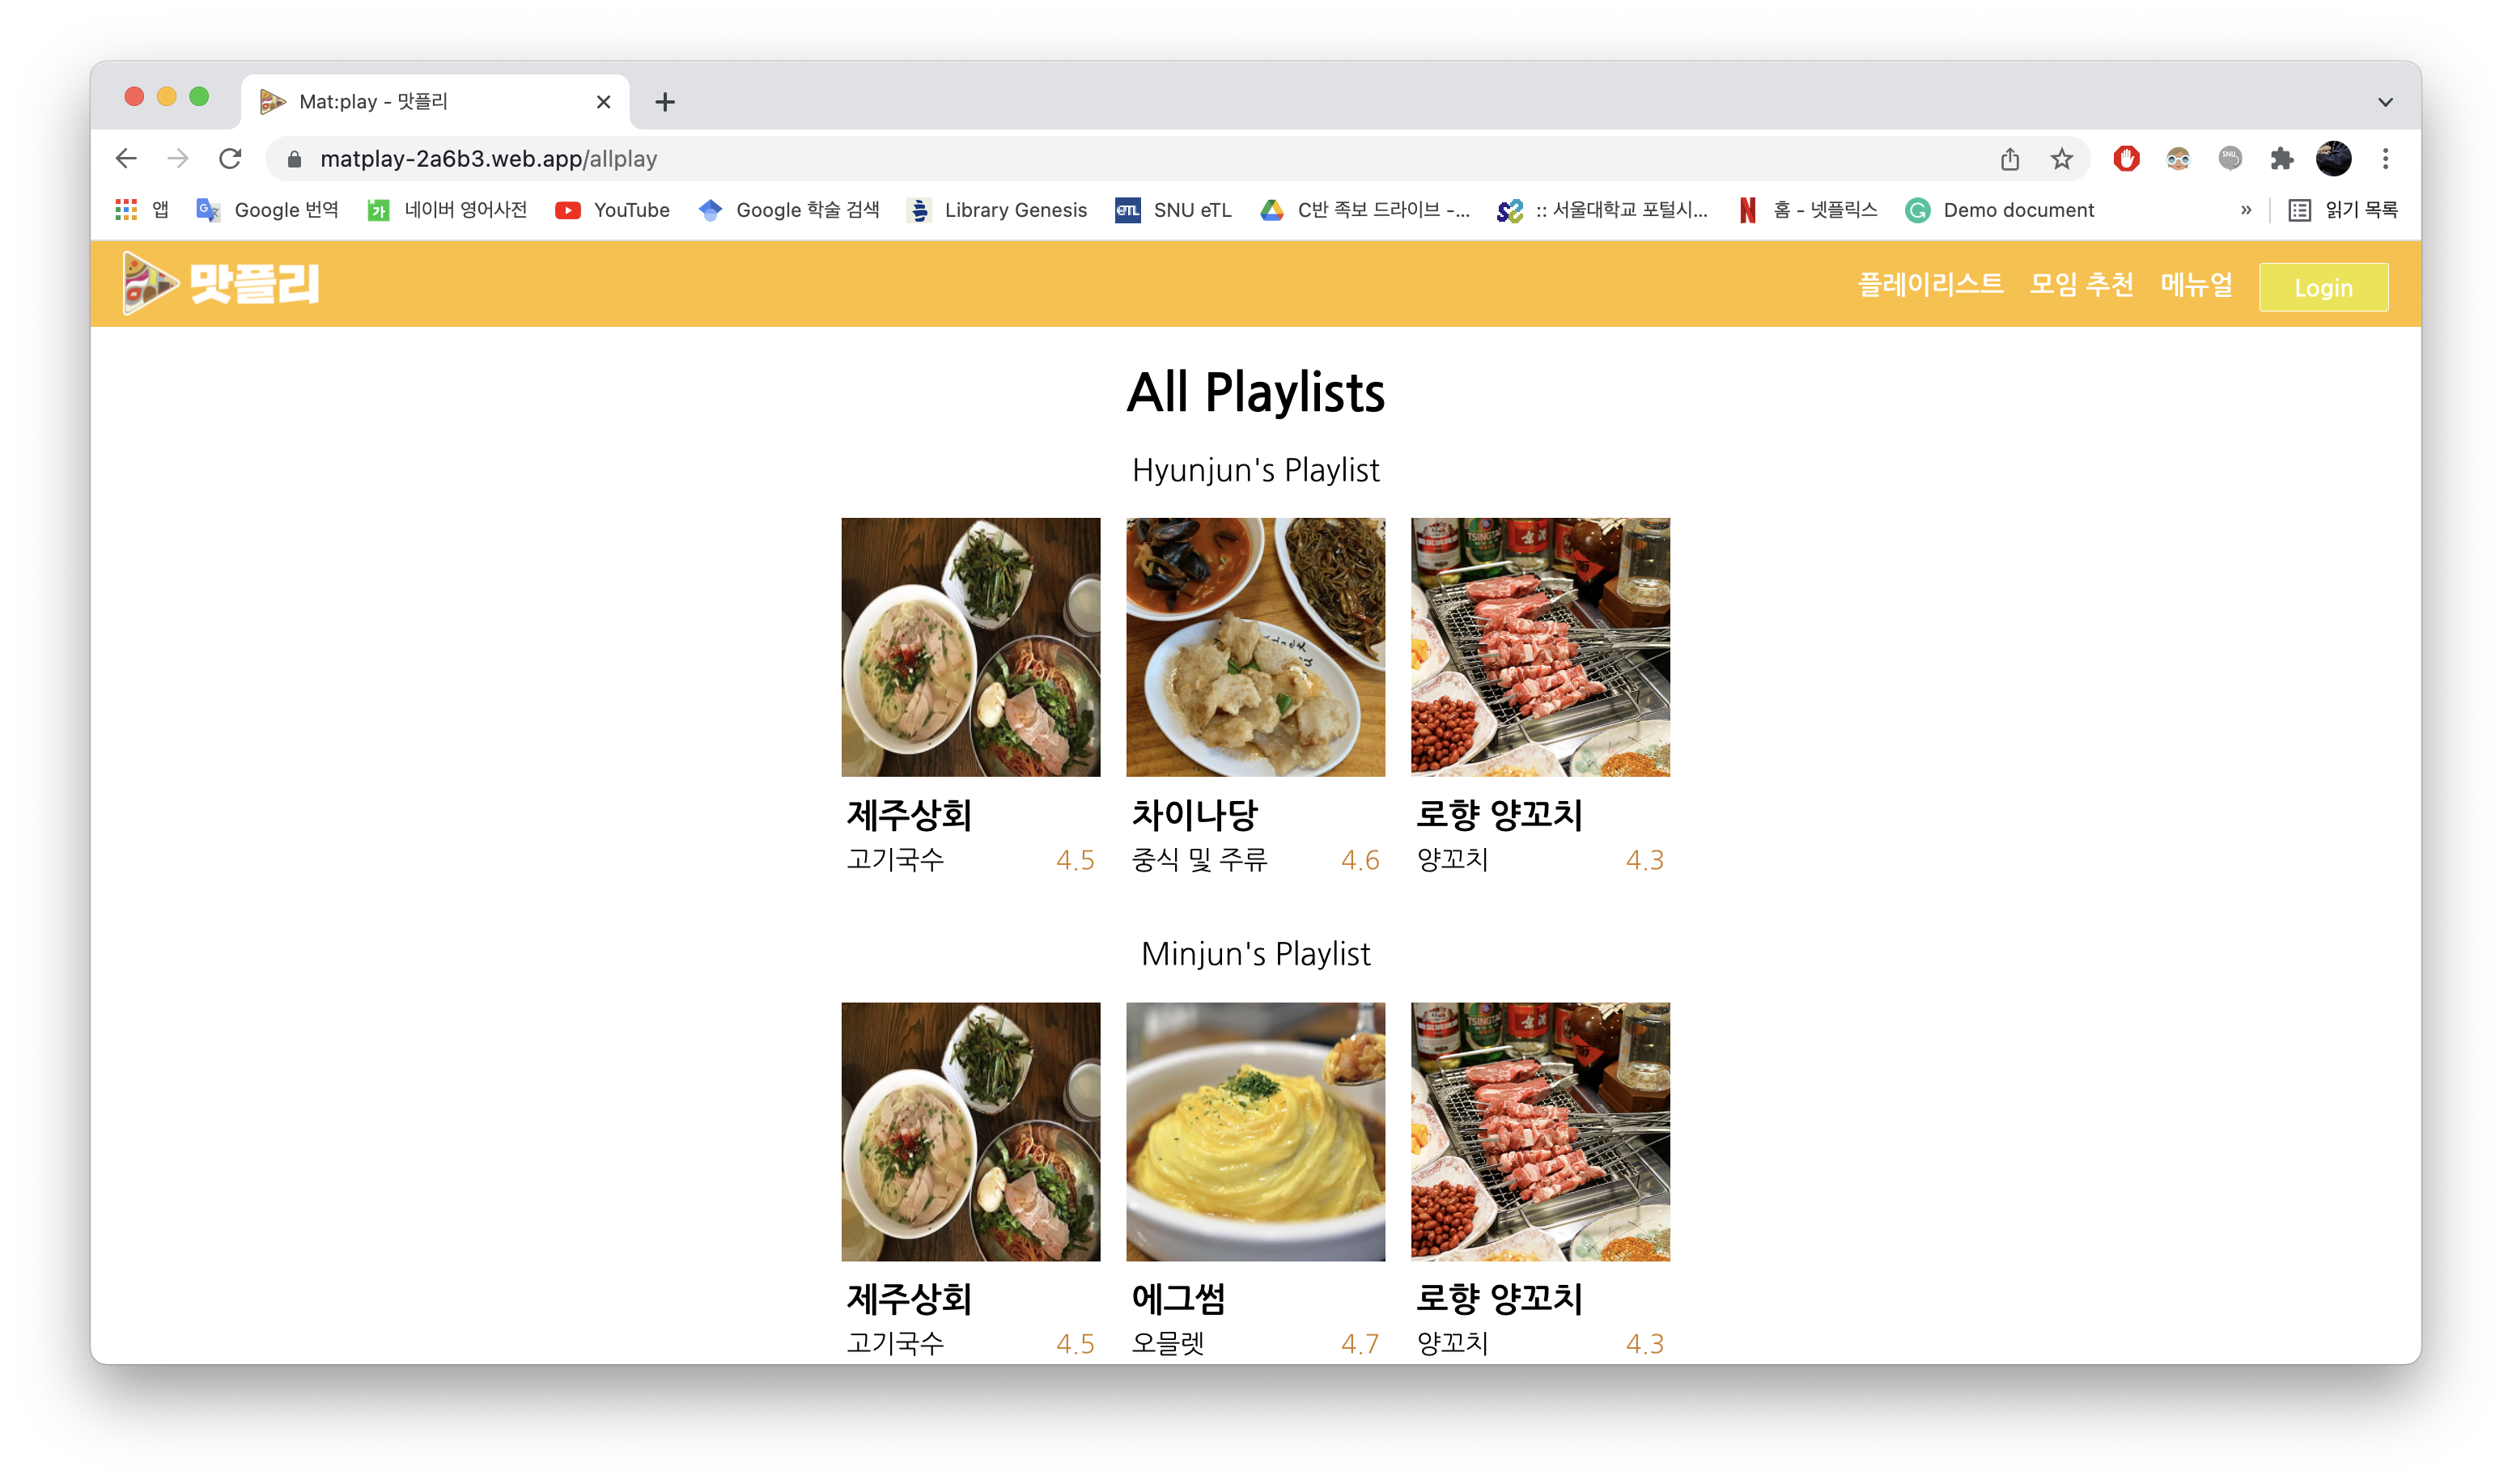 Mat:play - 맛플리
matplay-2a6b3.web.app/allplay
앱 Google 번역 네이버 영어사전 YouTube Google 학술 검색 Library Genesis SNU eTL C반 족보 드라이브 -... :: 서울대학교 포털시... 홈 - 넷플릭스 Demo document » 읽기 목록
맛플리 플레이리스트 모임 추천 메뉴얼 Login
All Playlists
Hyunjun's Playlist
제주상회 차이나당 로향 양꼬치
고기국수 4.5 중식 및 주류 4.6 양꼬치 4.3
Minjun's Playlist
제주상회 에그썸 로향 양꼬치
고기국수 4.5 오믈렛 4.7 양꼬치 4.3